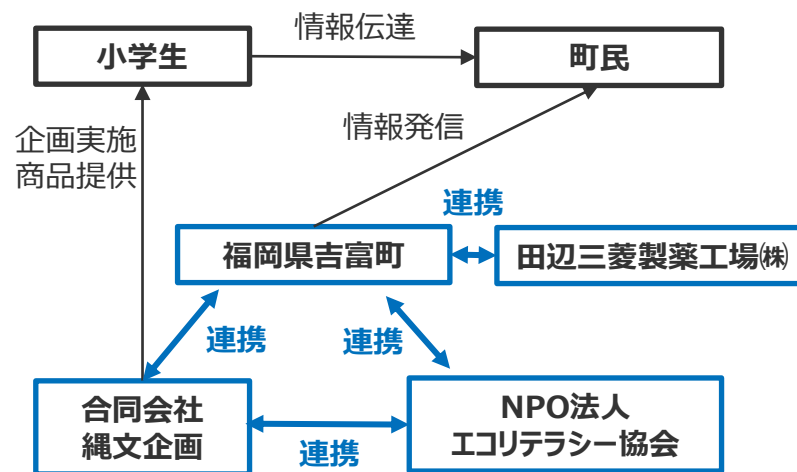 情報伝達
小学生
町民
企画実施
商品提供
情報発信
連携
福岡県吉富町
田辺三菱製薬工場㈱
連携
連携
合同会社
縄文企画
連携
NPO法人
エコリテラシー協会